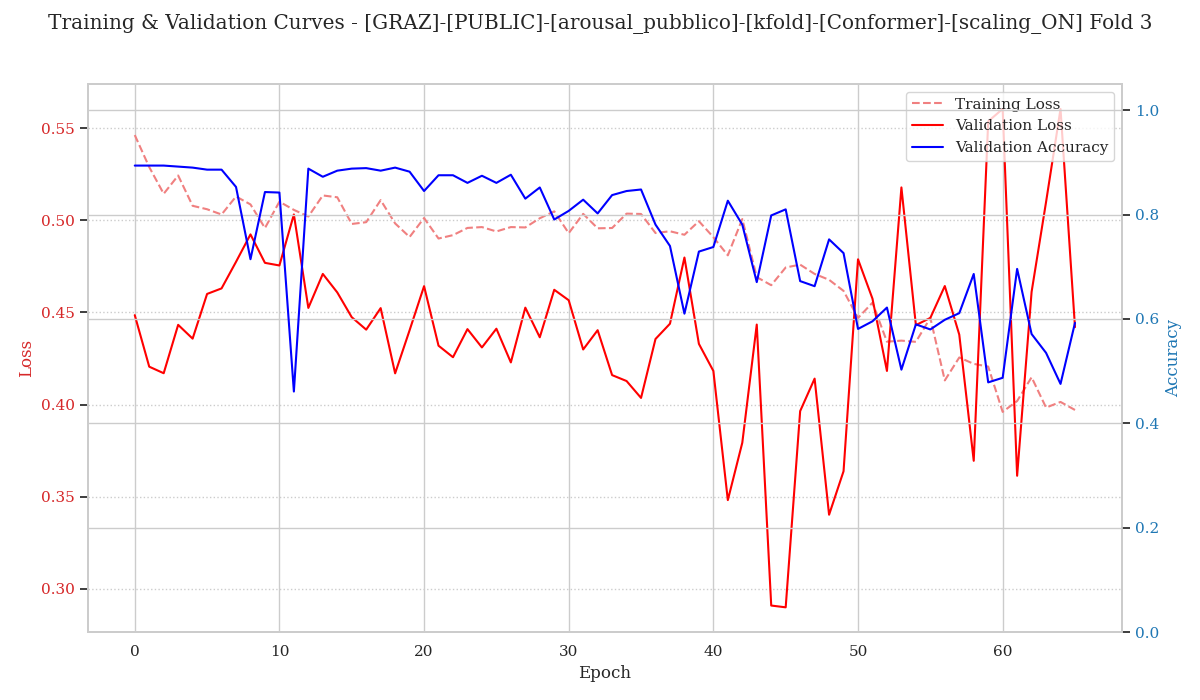 Training & Validation Curves - [GRAZ]-[PUBLIC]-[arousal_pubblico]-[kfold]-[Conformer]-[scaling_ON] Fold 3
Training Loss
Validation Loss
Validation Accuracy
Loss
0.55
0.50
0.45
0.40
0.35
0.30
1.0
0.8
0.6
0.4
0.2
0.0
Accuracy
0 10 20 30 40 50 60
Epoch